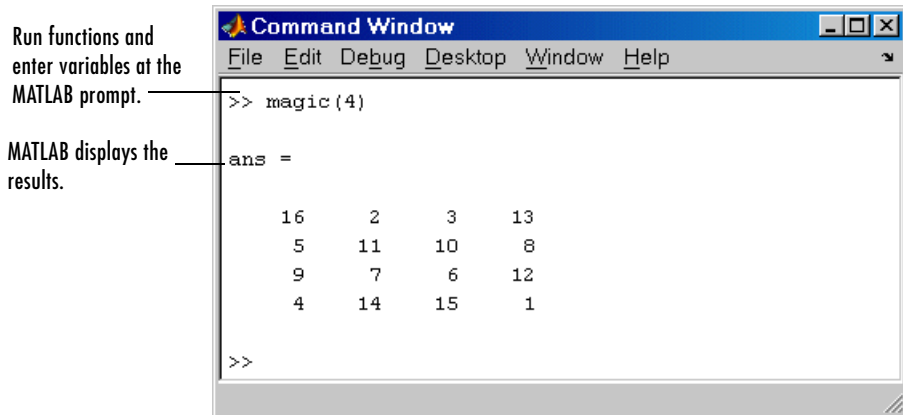 Run functions and
enter variables at the
MATLAB prompt.
MATLAB displays the
results.
Command Window
File Edit Debug Desktop Window Help
>> magic(4)
ans =
16 2 3 13
5 11 10 8
9 7 6 12
4 14 15 1
>>